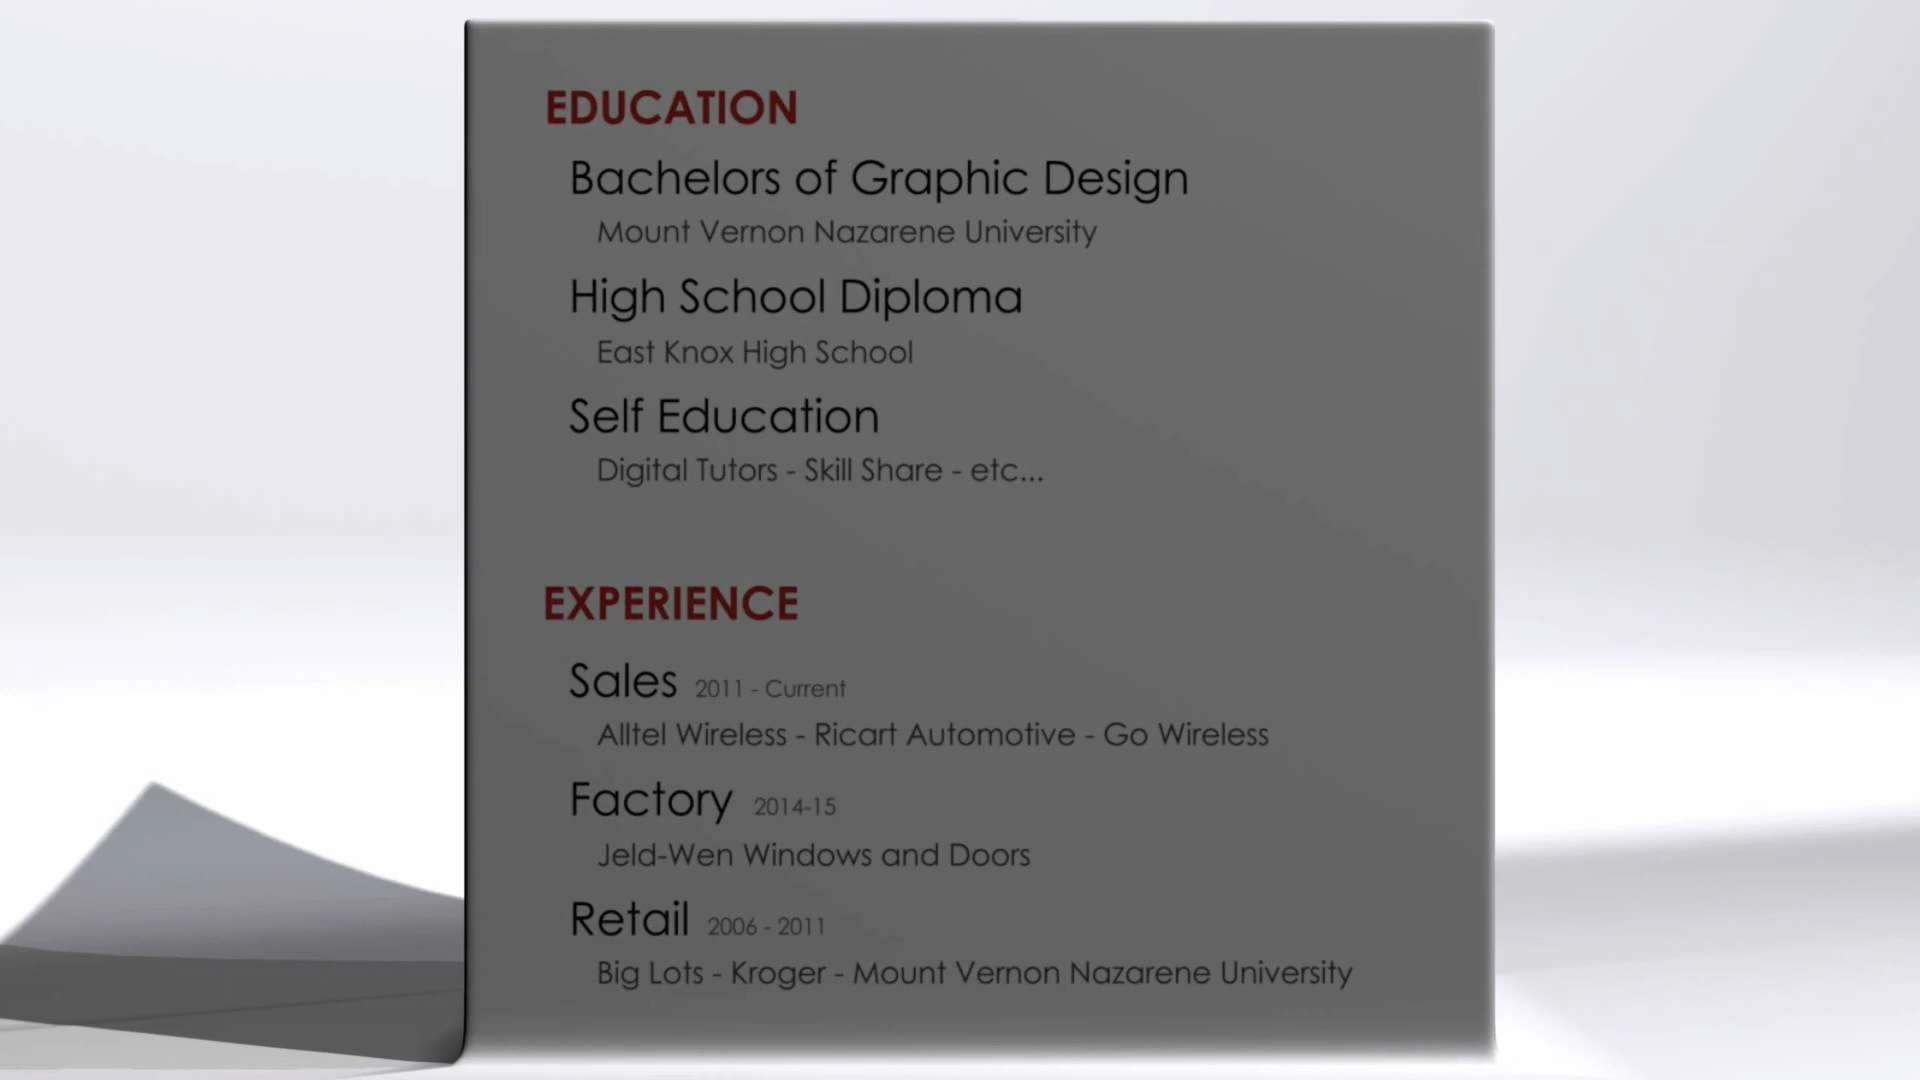 EDUCATION
Bachelors of Graphic Design
Mount Vernon Nazarene University
High School Diploma
East Knox High School
Self Education
Digital Tutors - Skill Share - etc...
EXPERIENCE
Sales 2011 - Current
Alltel Wireless - Ricart Automotive - Go Wireless
Factory 2014-15
Jeld-Wen Windows and Doors
Retail 2006 - 2011
Big Lots - Kroger - Mount Vernon Nazarene University